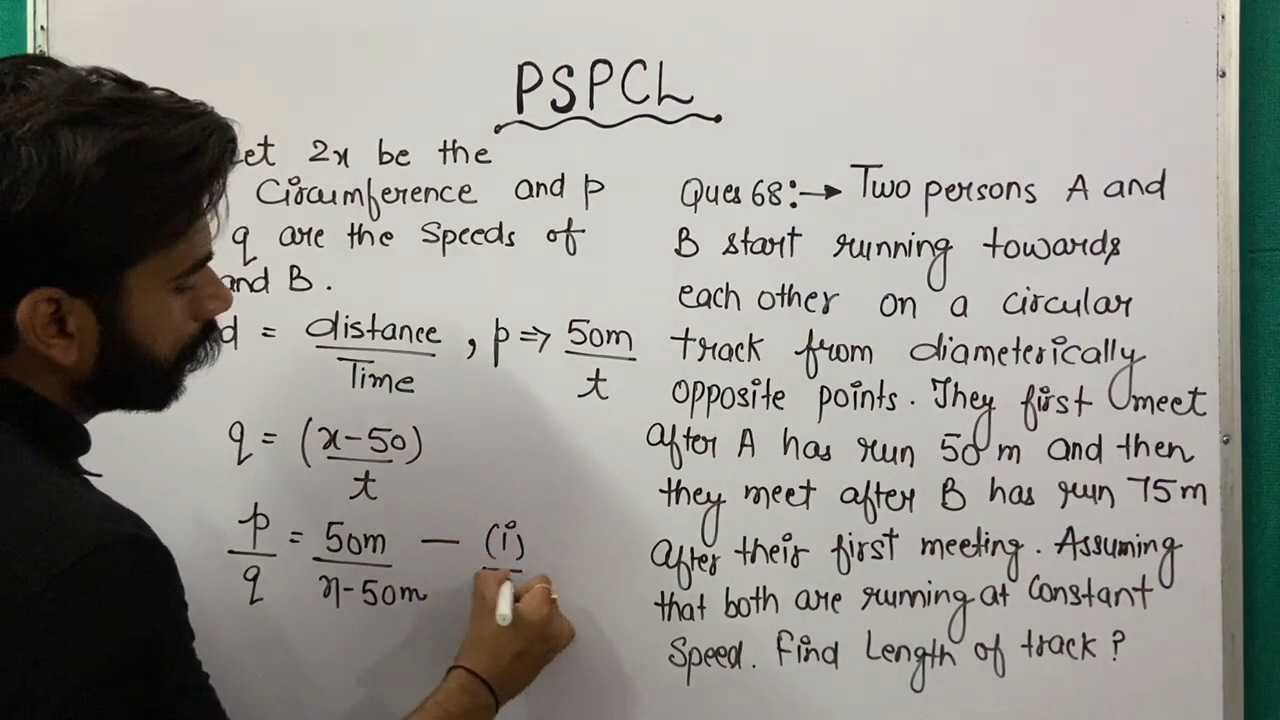 PSPCL
Let 2x be the
Circumference and p
q are the Speeds of
and B.
d = distance / Time , p => 50m / t
q = (x-50) / t
p / q = 50m / x-50m — (i)
Ques 68:→ Two persons A and
B start running towards
each other on a circular
track from diameterically
opposite points. They first meet
after A has run 50 m and then
they meet after B has run 75m
after their first meeting. Assuming
that both are running at constant
Speed. Find Length of track?